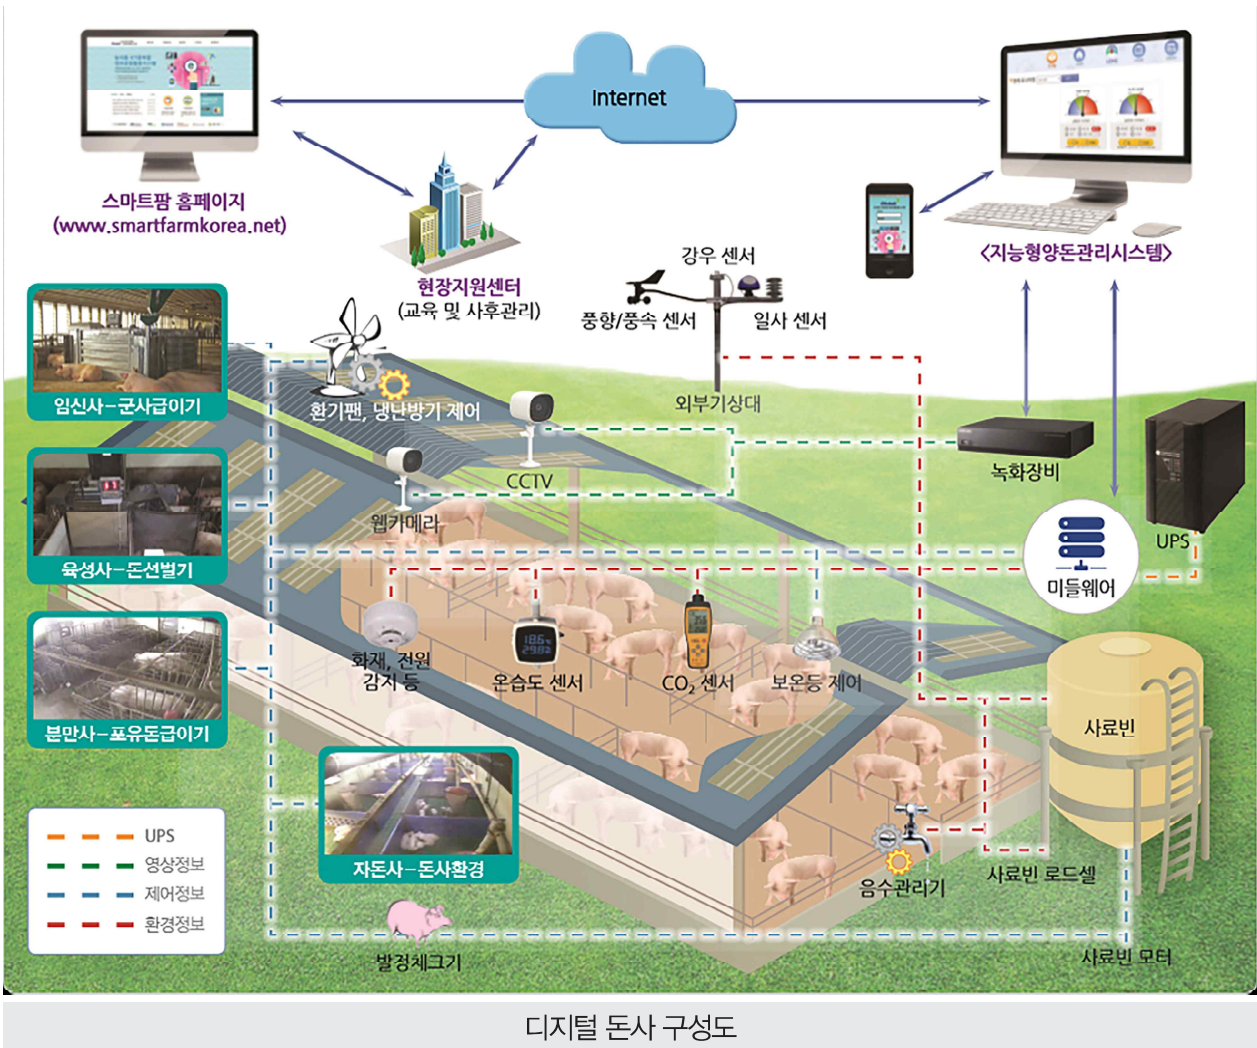 Internet
스마트팜 홈페이지
(www.smartfarmkorea.net)
현장지원센터
(교육 및 사후관리)
<지능형양돈관리시스템>
강우 센서
풍향/풍속 센서
일사 센서
외부기상대
임신사-군사급이기
환기팬, 냉난방기 제어
CCTV
웹카메라
녹화장비
UPS
미들웨어
육성사-돈선별기
화재, 전원
감지 등
온습도 센서
CO₂ 센서
보온등 제어
분만사-포유돈급이기
사료빈
자돈사-돈사환경
음수관리기
사료빈 로드셀
발정체크기
사료빈 모터
UPS
영상정보
제어정보
환경정보
디지털 돈사 구성도